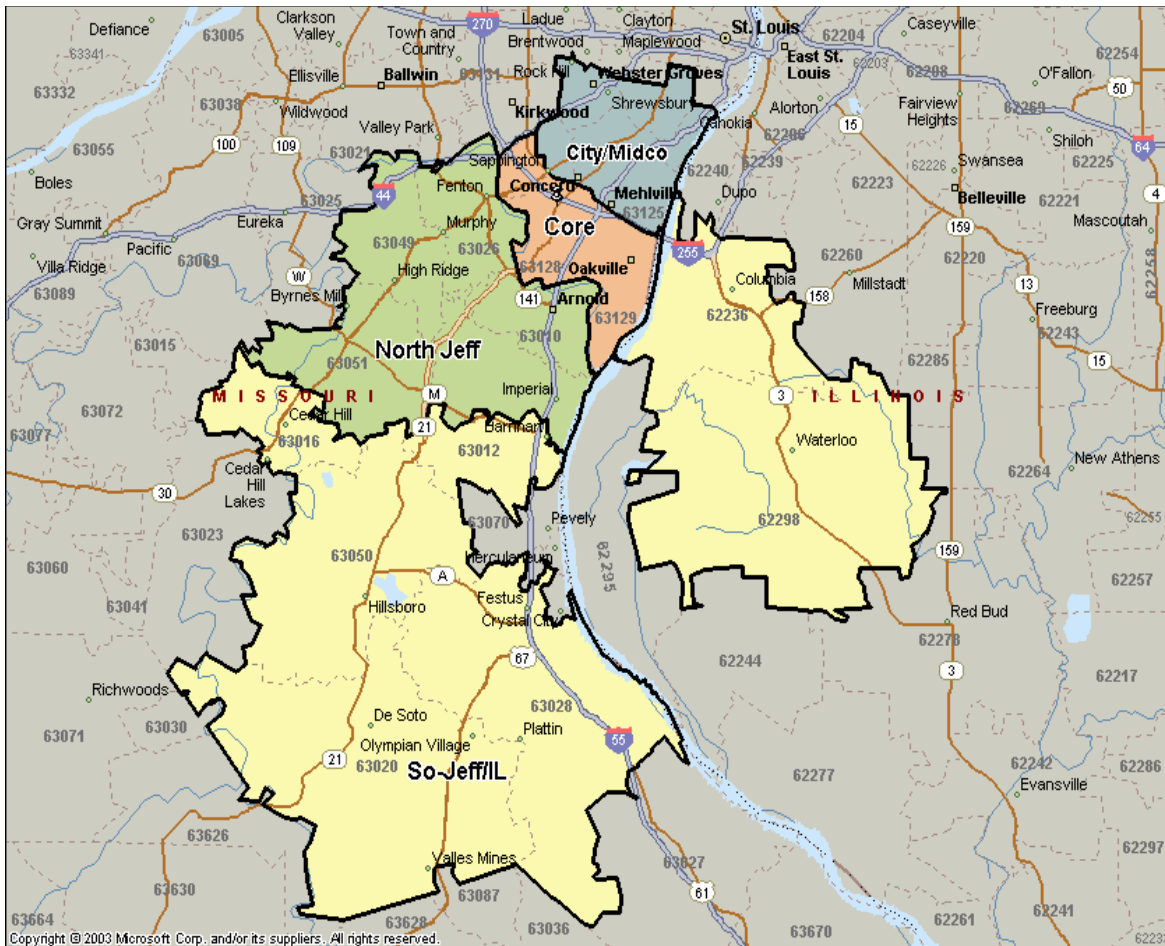 Defiance
63005
Clarkson
Valley
270
Ladue
Clayton
St. Louis
62204
Caseyville
63341
Town and
Country
Brentwood
Maplewood
East St.
Louis
62203
62208
62254
63332
Ellisville
Ballwin
63131
Rock Hill
Webster Groves
O'Fallon
50
63038
Wildwood
Kirkwood
Shrewsbury
Alorton
Fairview
Heights
62269
Valley Park
Cahokia
62206
15
Shiloh
64
63055
100
109
63021
Sappington
City/Midco
62240
62239
62226
Swansea
62225
Boles
44
Fenton
Concord
Mehlville
Dupo
62223
Belleville
62221
4
Gray Summit
Eureka
63025
Murphy
Core
63125
159
Mascoutah
Pacific
63069
63049
63026
255
62260
62220
62258
Villa Ridge
W
High Ridge
63128
Oakville
Columbia
Millstadt
13
63089
Byrnes Mill
141
Arnold
158
Freeburg
63129
62236
62243
63015
63010
North Jeff
62285
15
63051
Imperial
MISSOURI
M
3
ILLINOIS
63072
Cedar Hill
21
Barnhart
63077
63016
63012
Waterloo
Cedar
Hill
Lakes
62264
New Athens
30
63070
Pevely
62298
62255
63023
Herculaneum
62295
159
63060
63050
A
62257
63041
Hillsboro
Festus
Crystal City
Red Bud
62278
67
62244
3
Richwoods
63028
62217
63030
De Soto
Plattin
63071
Olympian Village
55
21
63020
So-Jeff/IL
62277
62242
62286
Evansville
63626
Valles Mines
63627
62297
63630
63087
61
63664
63628
63036
63670
62261
62241
6223
Copyright © 2003 Microsoft Corp. and/or its suppliers. All rights reserved.